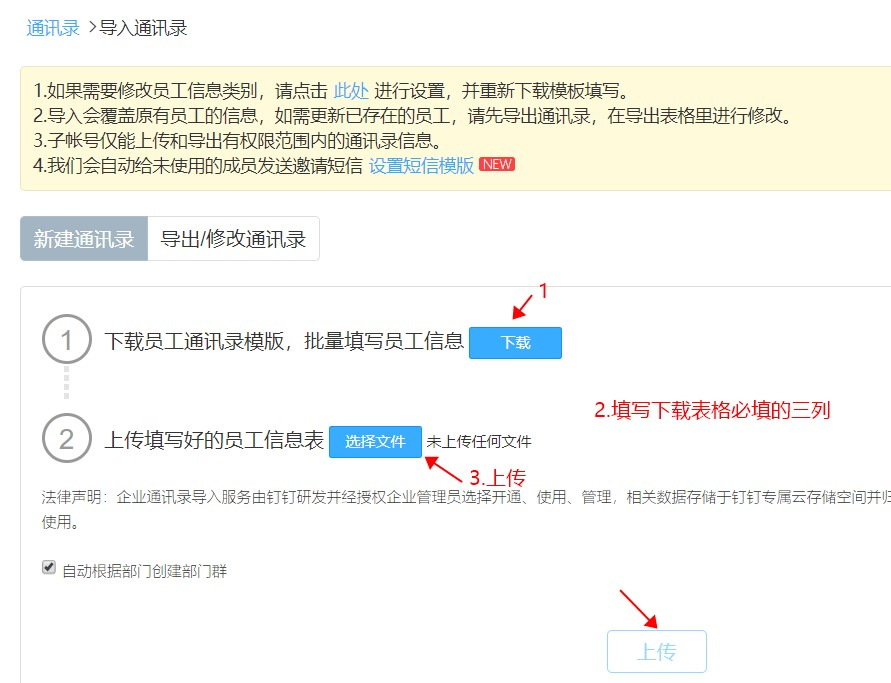 通讯录 >导入通讯录
1.如果需要修改员工信息类别，请点击 此处 进行设置，并重新下载模板填写。
2.导入会覆盖原有员工的信息，如需更新已存在的员工，请先导出通讯录，在导出表格里进行修改。
3.子帐号仅能上传和导出有权限范围内的通讯录信息。
4.我们会自动给未使用的成员发送邀请短信 设置短信模版 NEW
新建通讯录 导出/修改通讯录
1
1 下载员工通讯录模版，批量填写员工信息 下载
2.填写下载表格必填的三列
2 上传填写好的员工信息表 选择文件 未上传任何文件
3.上传
法律声明：企业通讯录导入服务由钉钉研发并经授权企业管理员选择开通、使用、管理，相关数据存储于钉钉专属云存储空间并归
使用。
自动根据部门创建部门群
上传